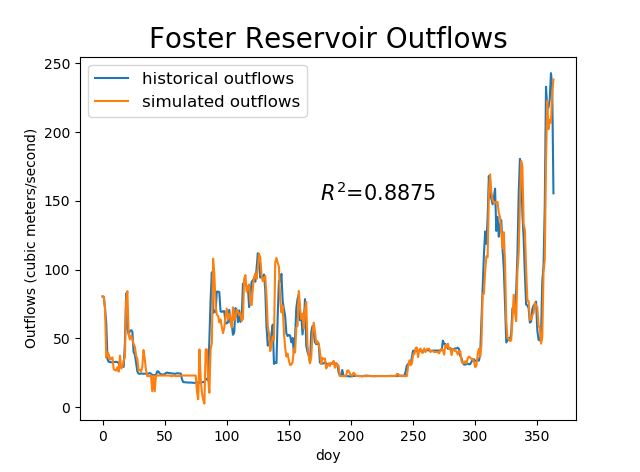 Foster Reservoir Outflows
historical outflows
simulated outflows
R²=0.8875
Outflows (cubic meters/second)
250
200
150
100
50
0
0 50 100 150 200 250 300 350
doy